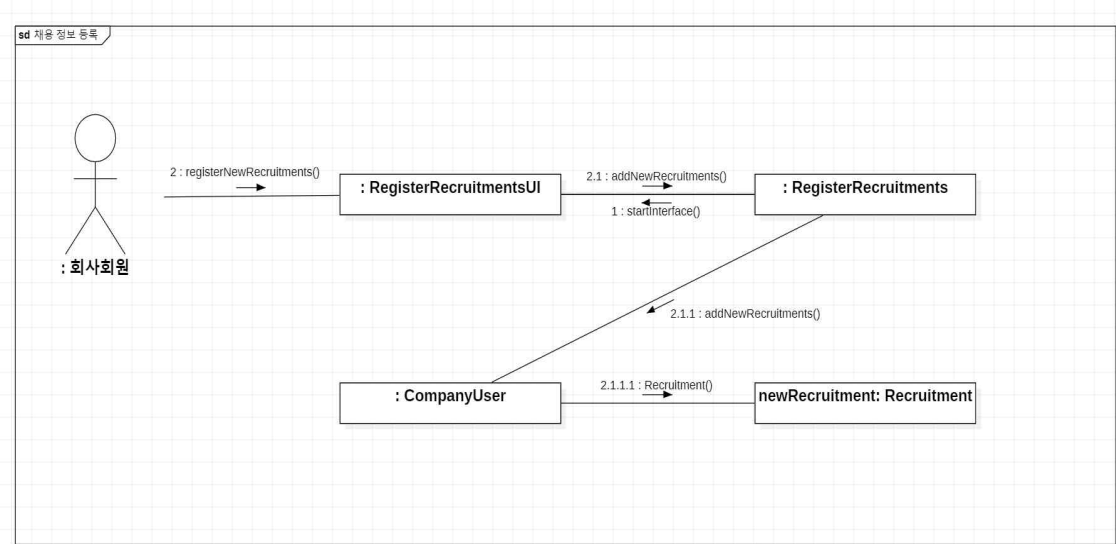 sd 채용 정보 등록
2 : registerNewRecruitments()
: RegisterRecruitmentsUI
2.1 : addNewRecruitments()
1 : startInterface()
: RegisterRecruitments
: 회사회원
2.1.1 : addNewRecruitments()
: CompanyUser
2.1.1.1 : Recruitment()
newRecruitment: Recruitment